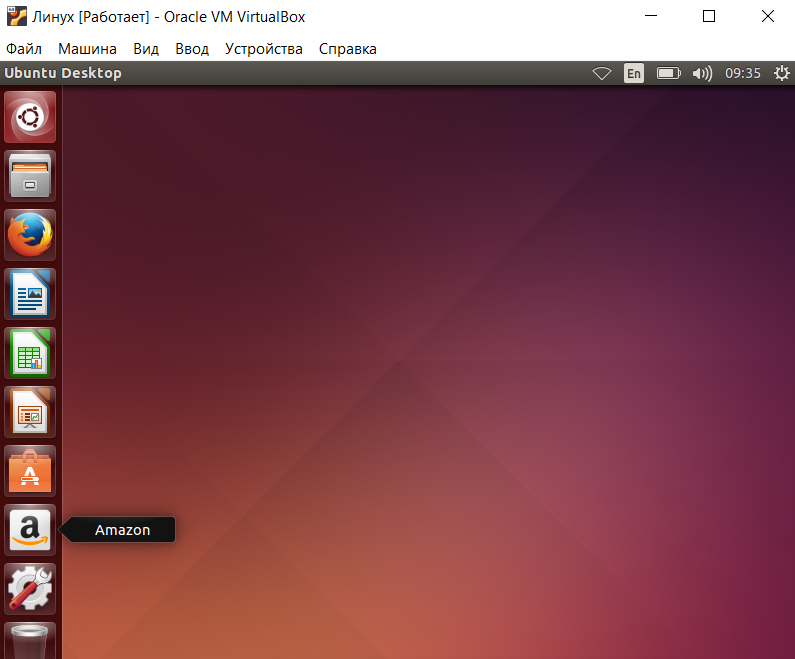 Линух [Работает] - Oracle VM VirtualBox
Файл Машина Вид Ввод Устройства Справка
Ubuntu Desktop En 09:35
Amazon